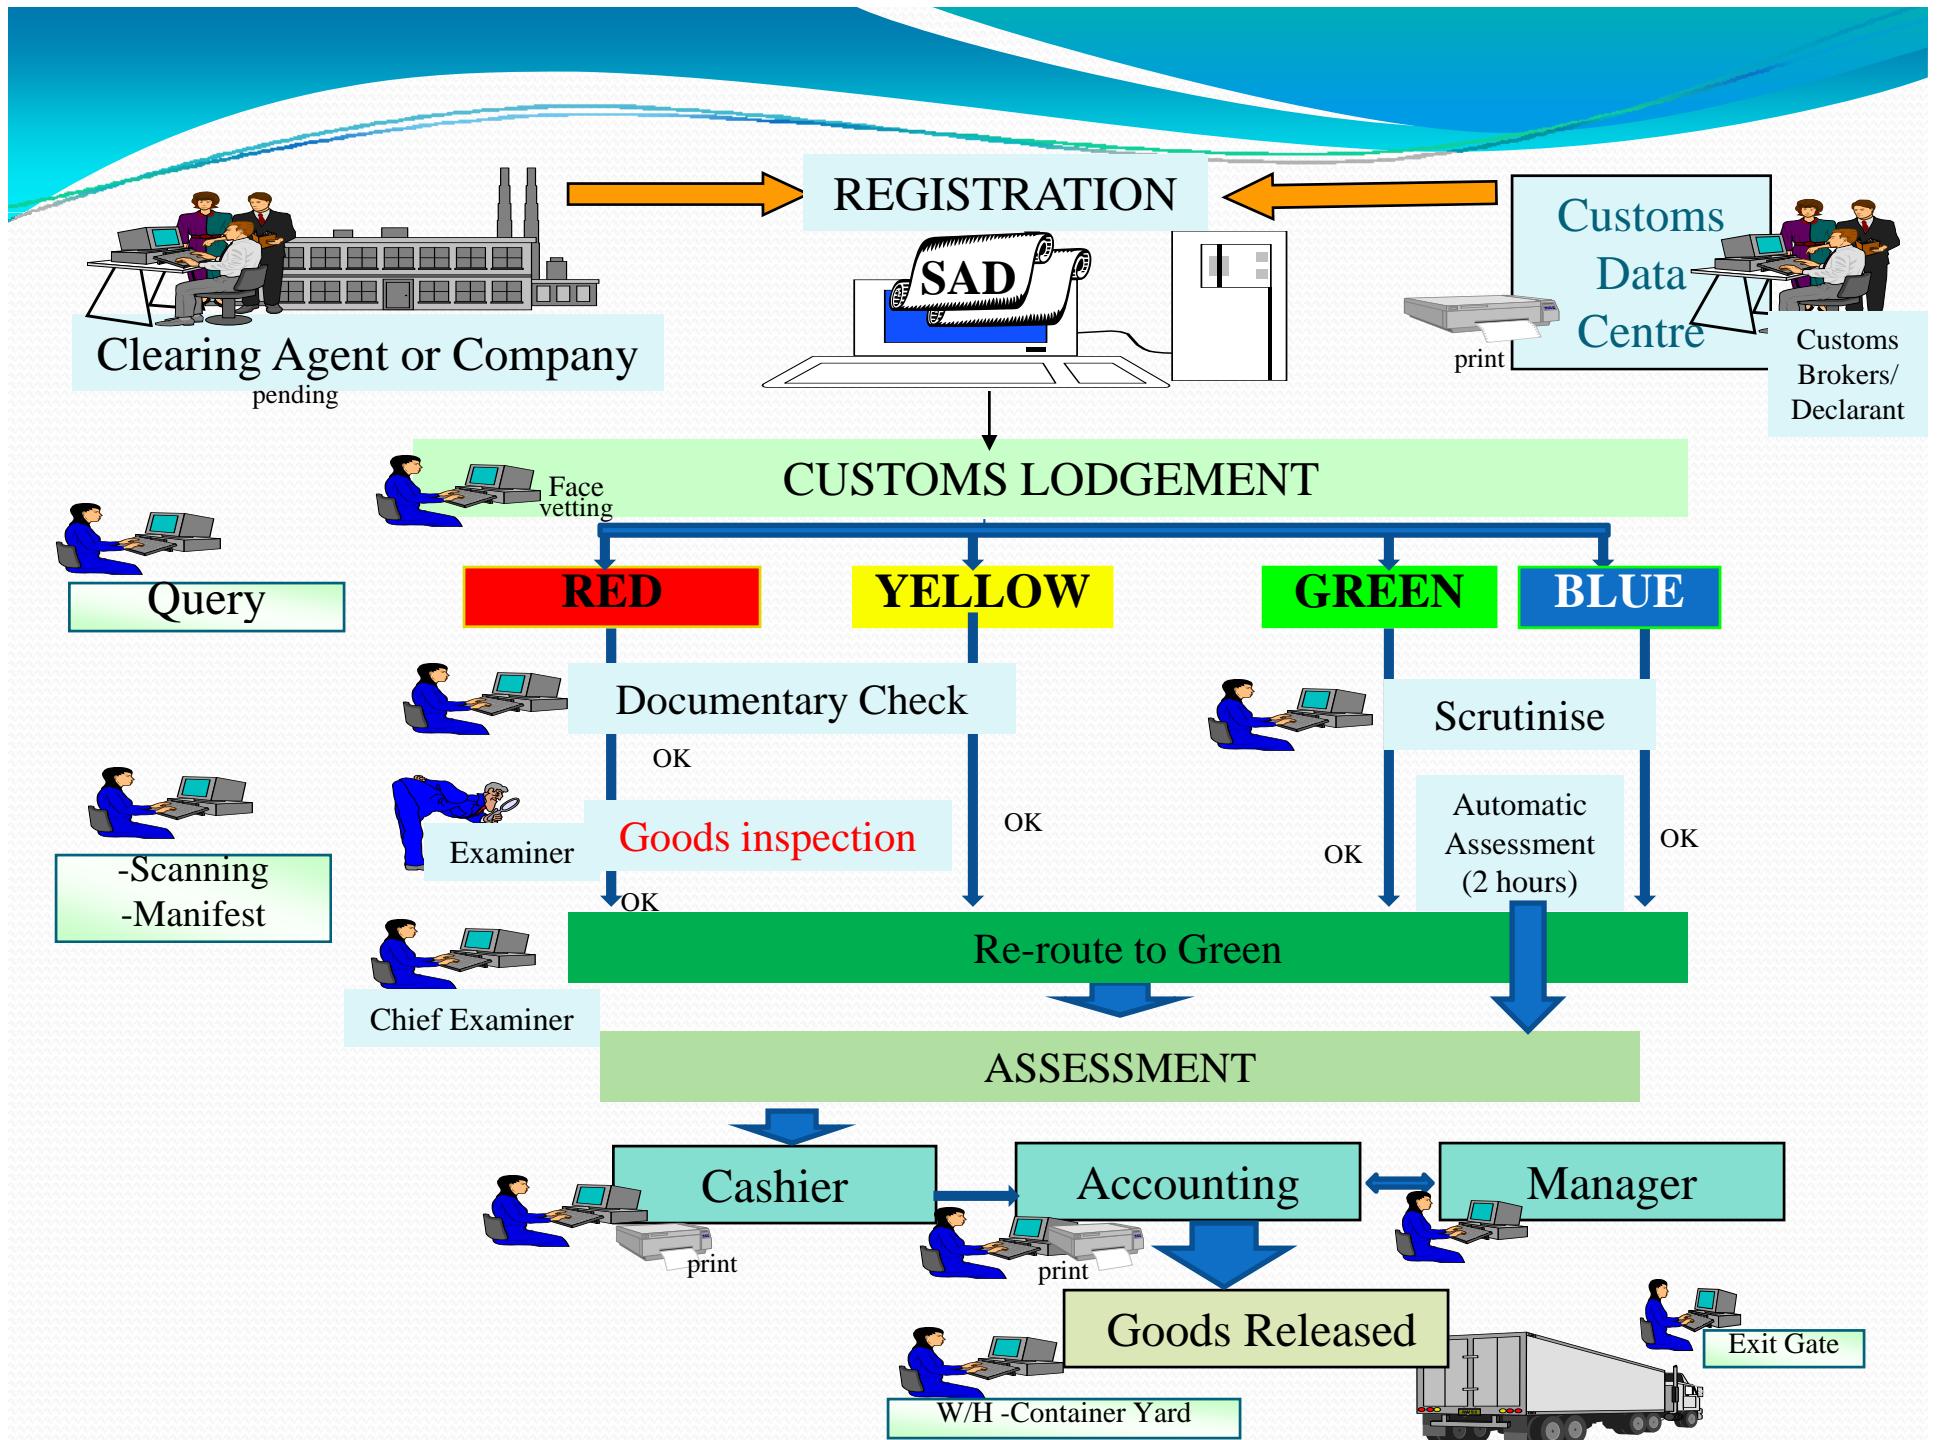 REGISTRATION
SAD
Customs
Data
Centre
print
Customs
Brokers/
Declarant
Clearing Agent or Company
pending
CUSTOMS LODGEMENT
Face
vetting
Query
RED
YELLOW
GREEN
BLUE
Documentary Check
Scrutinise
OK
-Scanning
-Manifest
Examiner
Goods inspection
OK
OK
Automatic
Assessment
(2 hours)
OK
OK
Re-route to Green
Chief Examiner
ASSESSMENT
Cashier
Accounting
Manager
print
print
Goods Released
Exit Gate
W/H -Container Yard